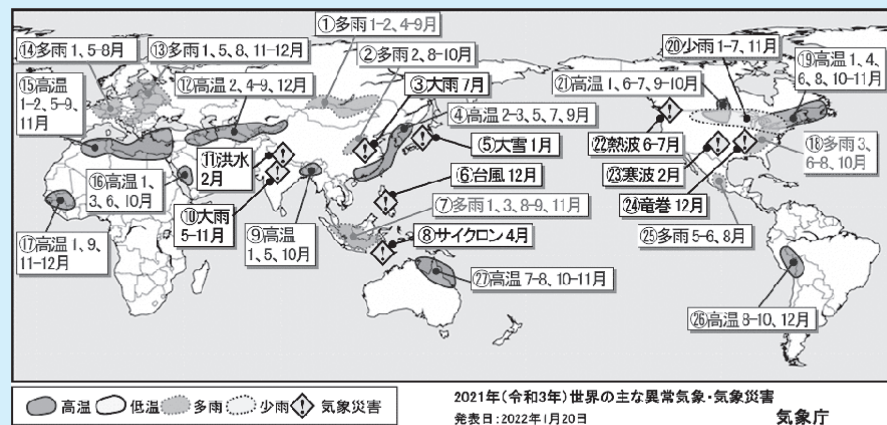 ①多雨 1-2、4-9月
⑭多雨 1、5-8月
⑬多雨 1、5、8、11-12月
②多雨 2、8-10月
⑳少雨 1-7、11月
⑲高温 1、4、
6、8、10-11月
⑮高温
1-2、5-9、
11月
⑫高温 2、4-9、12月
③大雨 7月
㉑高温 1、6-7、9-10月
④高温 2-3、5、7、9月
⑤大雪 1月
㉒熱波 6-7月
⑱多雨 3、
6-8、10月
⑪洪水
2月
⑥台風 12月
㉓寒波 2月
⑯高温 1、
3、6、10月
⑩大雨
5-11月
⑦多雨 1、3、8-9、11月
㉔竜巻 12月
⑰高温 1、9、
11-12月
⑨高温
1、5、10月
⑧サイクロン 4月
㉕多雨 5-6、8月
㉗高温 7-8、10-11月
㉖高温 8-10、12月
高温 低温 多雨 少雨 気象災害
2021年(令和3年)世界の主な異常気象・気象災害
発表日:2022年1月20日 気象庁